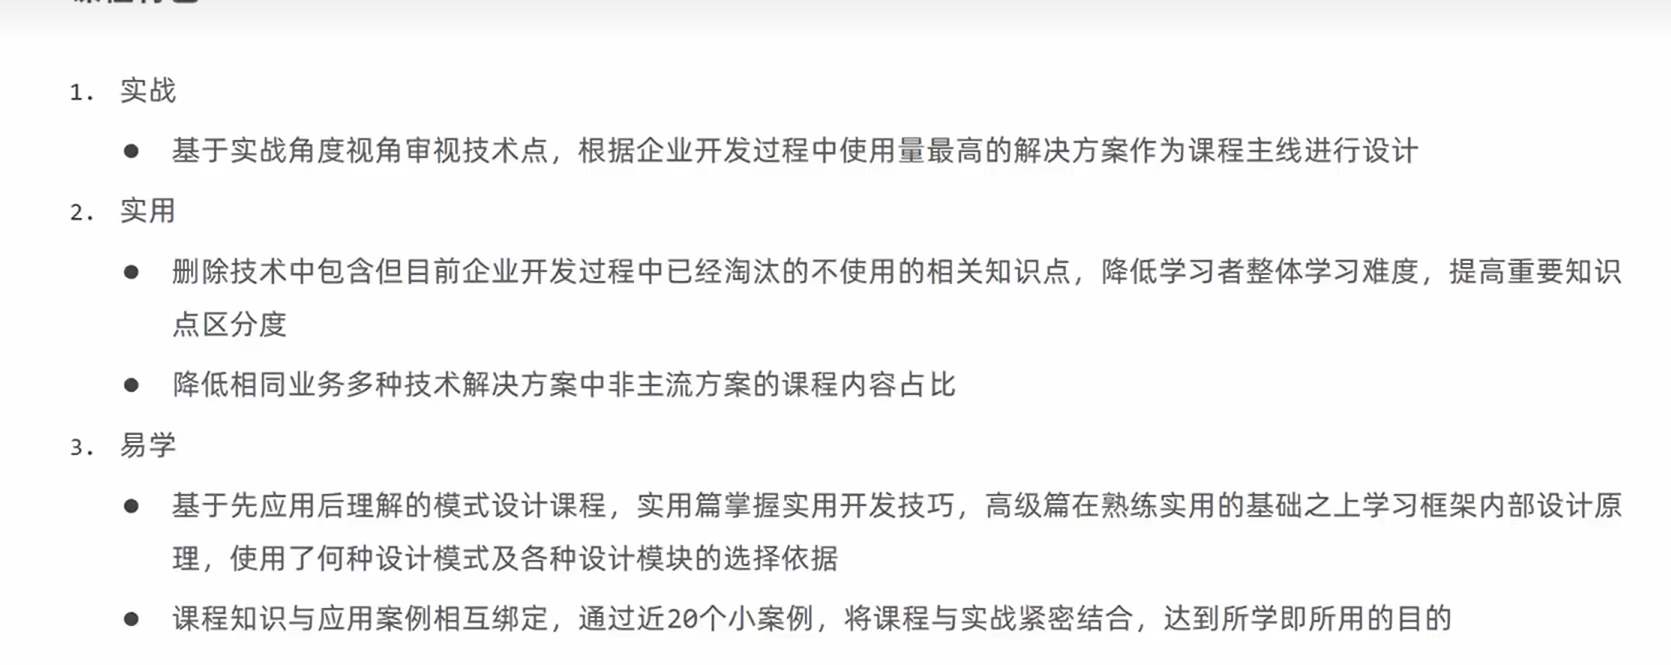 1. 实战
● 基于实战角度视角审视技术点，根据企业开发过程中使用量最高的解决方案作为课程主线进行设计
2. 实用
● 删除技术中包含但目前企业开发过程中已经淘汰的不使用的相关知识点，降低学习者整体学习难度，提高重要知识
点区分度
● 降低相同业务多种技术解决方案中非主流方案的课程内容占比
3. 易学
● 基于先应用后理解的模式设计课程，实用篇掌握实用开发技巧，高级篇在熟练实用的基础之上学习框架内部设计原
理，使用了何种设计模式及各种设计模块的选择依据
● 课程知识与应用案例相互绑定，通过近20个小案例，将课程与实战紧密结合，达到所学即所用的目的